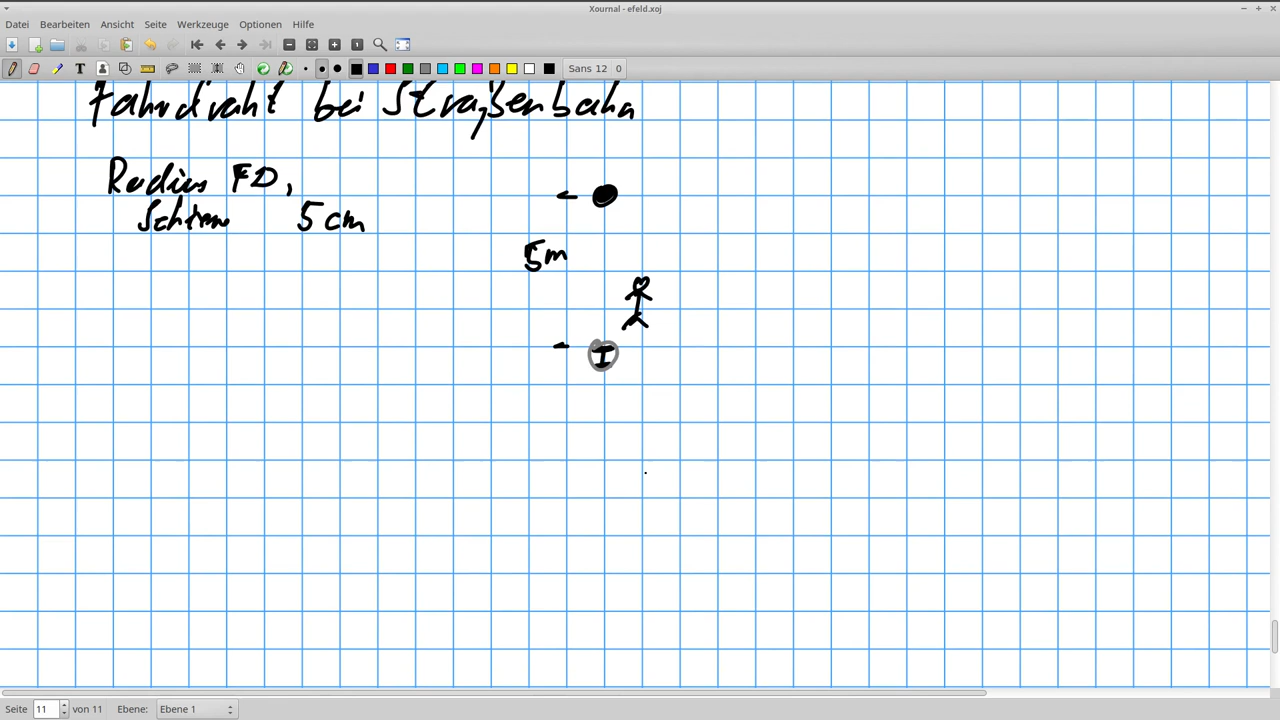 Xournal - efeld.xoj
Datei Bearbeiten Ansicht Seite Werkzeuge Optionen Hilfe
Sans 12 0
Fahrdraht bei Straßenbahn
Radius FD,
Schiene 5 cm
5m
I
Seite 11 von 11 Ebene: Ebene 1